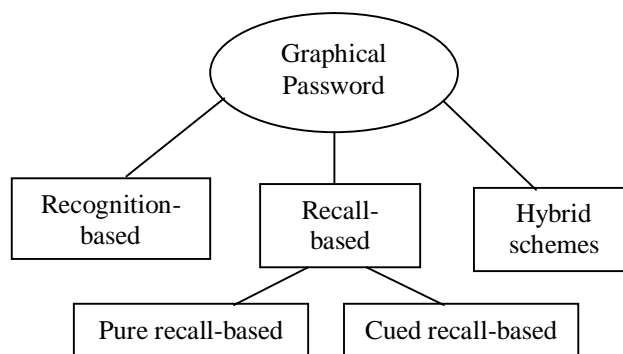 Graphical
Password
Recognition-
based
Recall-
based
Hybrid
schemes
Pure recall-based
Cued recall-based